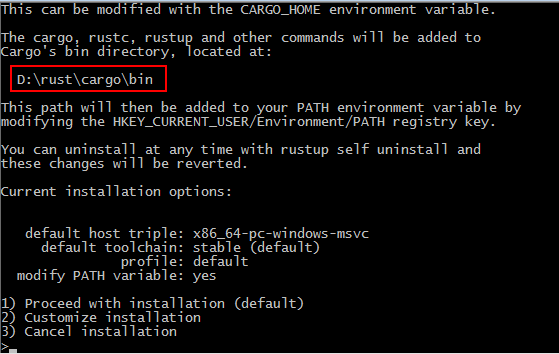 This can be modified with the CARGO_HOME environment variable.
The cargo, rustc, rustup and other commands will be added to
Cargo's bin directory, located at:
D:\rust\cargo\bin
This path will then be added to your PATH environment variable by
modifying the HKEY_CURRENT_USER/Environment/PATH registry key.
You can uninstall at any time with rustup self uninstall and
these changes will be reverted.
Current installation options:
default host triple: x86_64-pc-windows-msvc
default toolchain: stable (default)
profile: default
modify PATH variable: yes
1) Proceed with installation (default)
2) Customize installation
3) Cancel installation
>